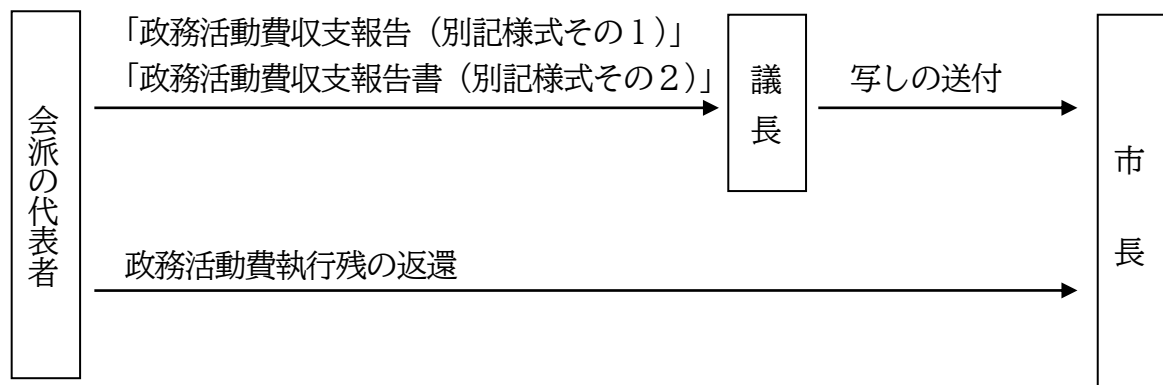 「政務活動費収支報告（別記様式その１）」
「政務活動費収支報告書（別記様式その２）」
会派の代表者
議長
写しの送付
市長
政務活動費執行残の返還